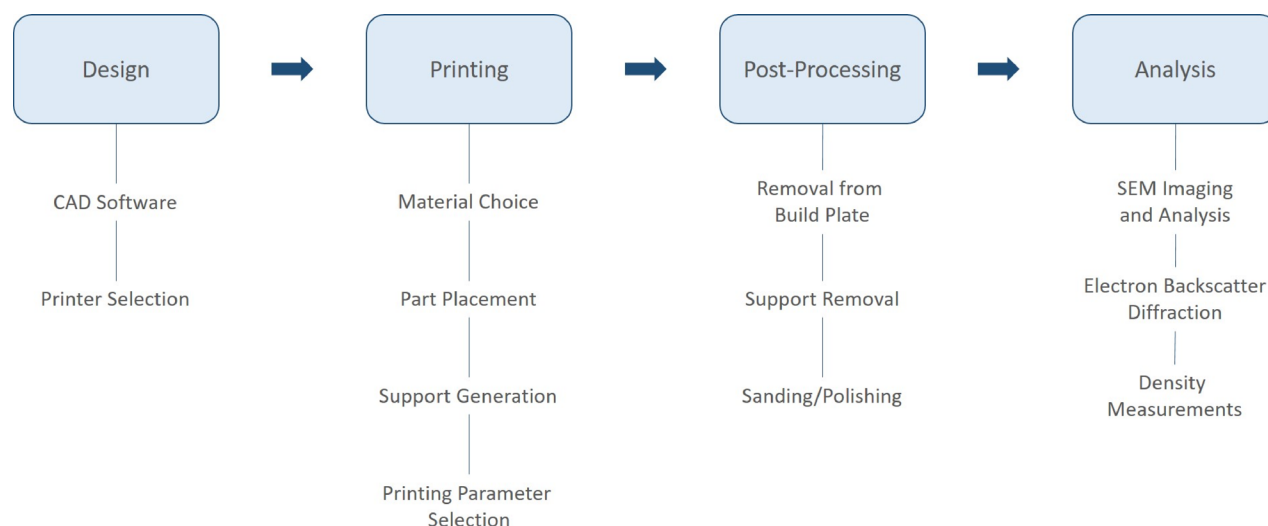 Design
Printing
Post-Processing
Analysis
CAD Software
Printer Selection
Material Choice
Part Placement
Support Generation
Printing Parameter
Selection
Removal from
Build Plate
Support Removal
Sanding/Polishing
SEM Imaging
and Analysis
Electron Backscatter
Diffraction
Density
Measurements